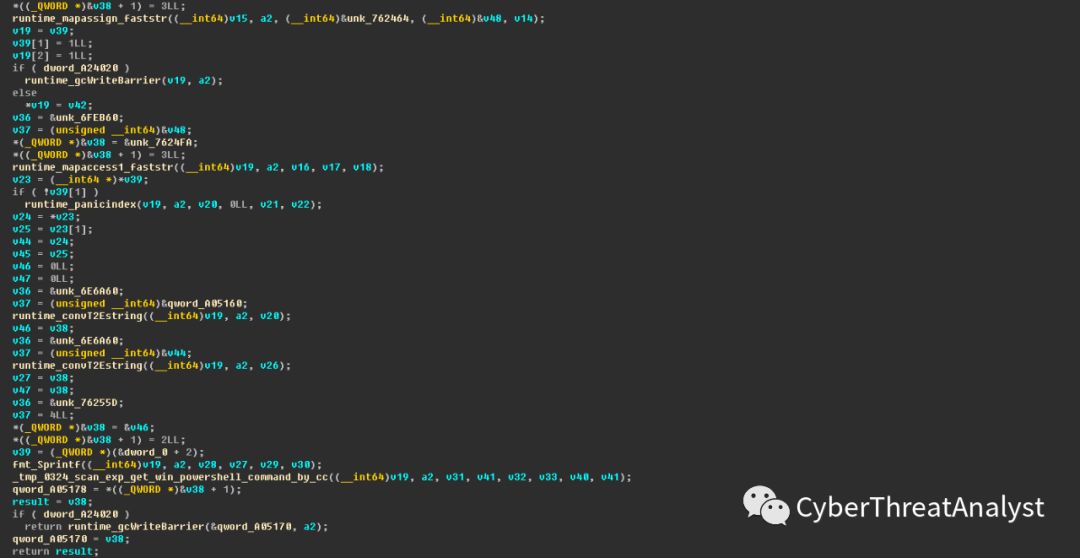 *((_QWORD *)&v38 + 1) = 3LL;
runtime_mapassign_faststr((__int64)v15, a2, (__int64)&unk_762464, (__int64)&v48, v14);
v19 = v39;
v39[1] = 1LL;
v19[2] = 1LL;
if ( dword_A24020 )
runtime_gcWriteBarrier(v19, a2);
else
*v19 = v42;
v36 = &unk_6FEB60;
v37 = (unsigned __int64)&v48;
*(_QWORD *)&v38 = &unk_7624FA;
*((_QWORD *)&v38 + 1) = 3LL;
runtime_mapaccess1_faststr((__int64)v19, a2, v16, v17, v18);
v23 = (__int64 *)*v39;
if ( !v39[1] )
runtime_panicindex(v19, a2, v20, 0LL, v21, v22);
v24 = *v23;
v25 = v23[1];
v44 = v24;
v45 = v25;
v46 = 0LL;
v47 = 0LL;
v36 = &unk_6E6A60;
v37 = (unsigned __int64)&qword_A05160;
runtime_convT2Estring((__int64)v19, a2, v20);
v46 = v38;
v36 = &unk_6E6A60;
v37 = (unsigned __int64)&v44;
runtime_convT2Estring((__int64)v19, a2, v26);
v27 = v38;
v47 = v38;
v36 = &unk_76255D;
v37 = 4LL;
*(_QWORD *)&v38 = &v46;
*((_QWORD *)&v38 + 1) = 2LL;
v39 = (_QWORD *)(&dword_0 + 2);
fmt_Sprintf((__int64)v19, a2, v28, v27, v29, v30);
_tmp_0324_scan_exp_get_win_powershell_command_by_cc((__int64)v19, a2, v31, v41, v32, v33, v40, v41);
qword_A05178 = *((_QWORD *)&v38 + 1);
result = v38;
if ( dword_A24020 )
return runtime_gcWriteBarrier(&qword_A05170, a2);
qword_A05170 = v38;
return result;
CyberThreatAnalyst